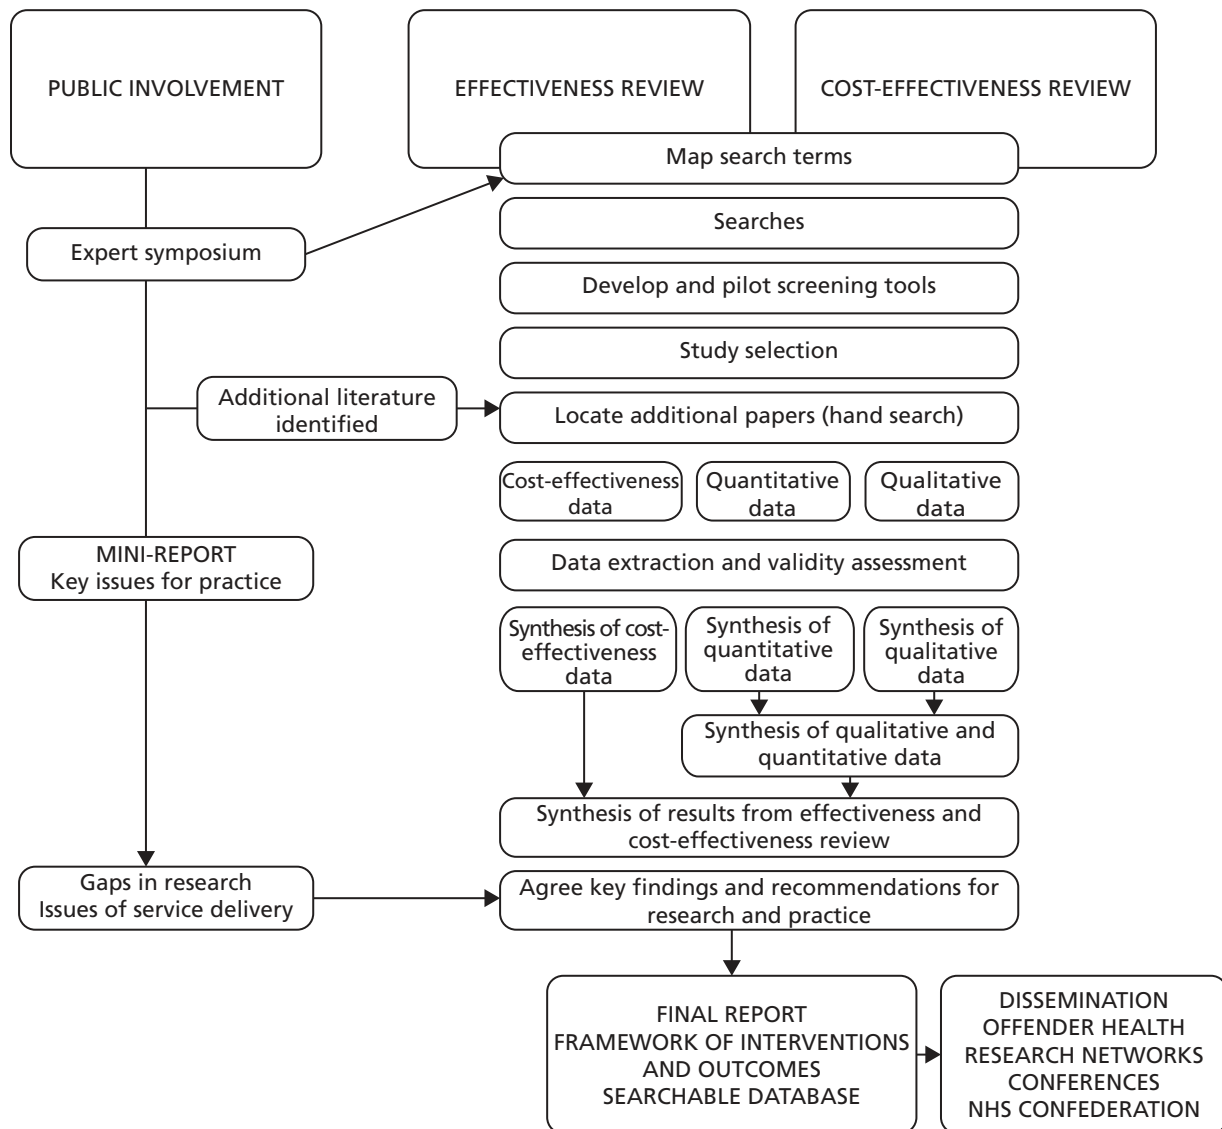 PUBLIC INVOLVEMENT
EFFECTIVENESS REVIEW
COST-EFFECTIVENESS REVIEW
Map search terms
Searches
Expert symposium
Develop and pilot screening tools
Study selection
Additional literature
identified
Locate additional papers (hand search)
Cost-effectiveness
data
Quantitative
data
Qualitative
data
MINI-REPORT
Key issues for practice
Data extraction and validity assessment
Synthesis of cost-
effectiveness
data
Synthesis of
quantitative
data
Synthesis of
qualitative
data
Synthesis of qualitative and
quantitative data
Synthesis of results from effectiveness and
cost-effectiveness review
Gaps in research
Issues of service delivery
Agree key findings and recommendations for
research and practice
FINAL REPORT
FRAMEWORK OF INTERVENTIONS
AND OUTCOMES
SEARCHABLE DATABASE
DISSEMINATION
OFFENDER HEALTH
RESEARCH NETWORKS
CONFERENCES
NHS CONFEDERATION